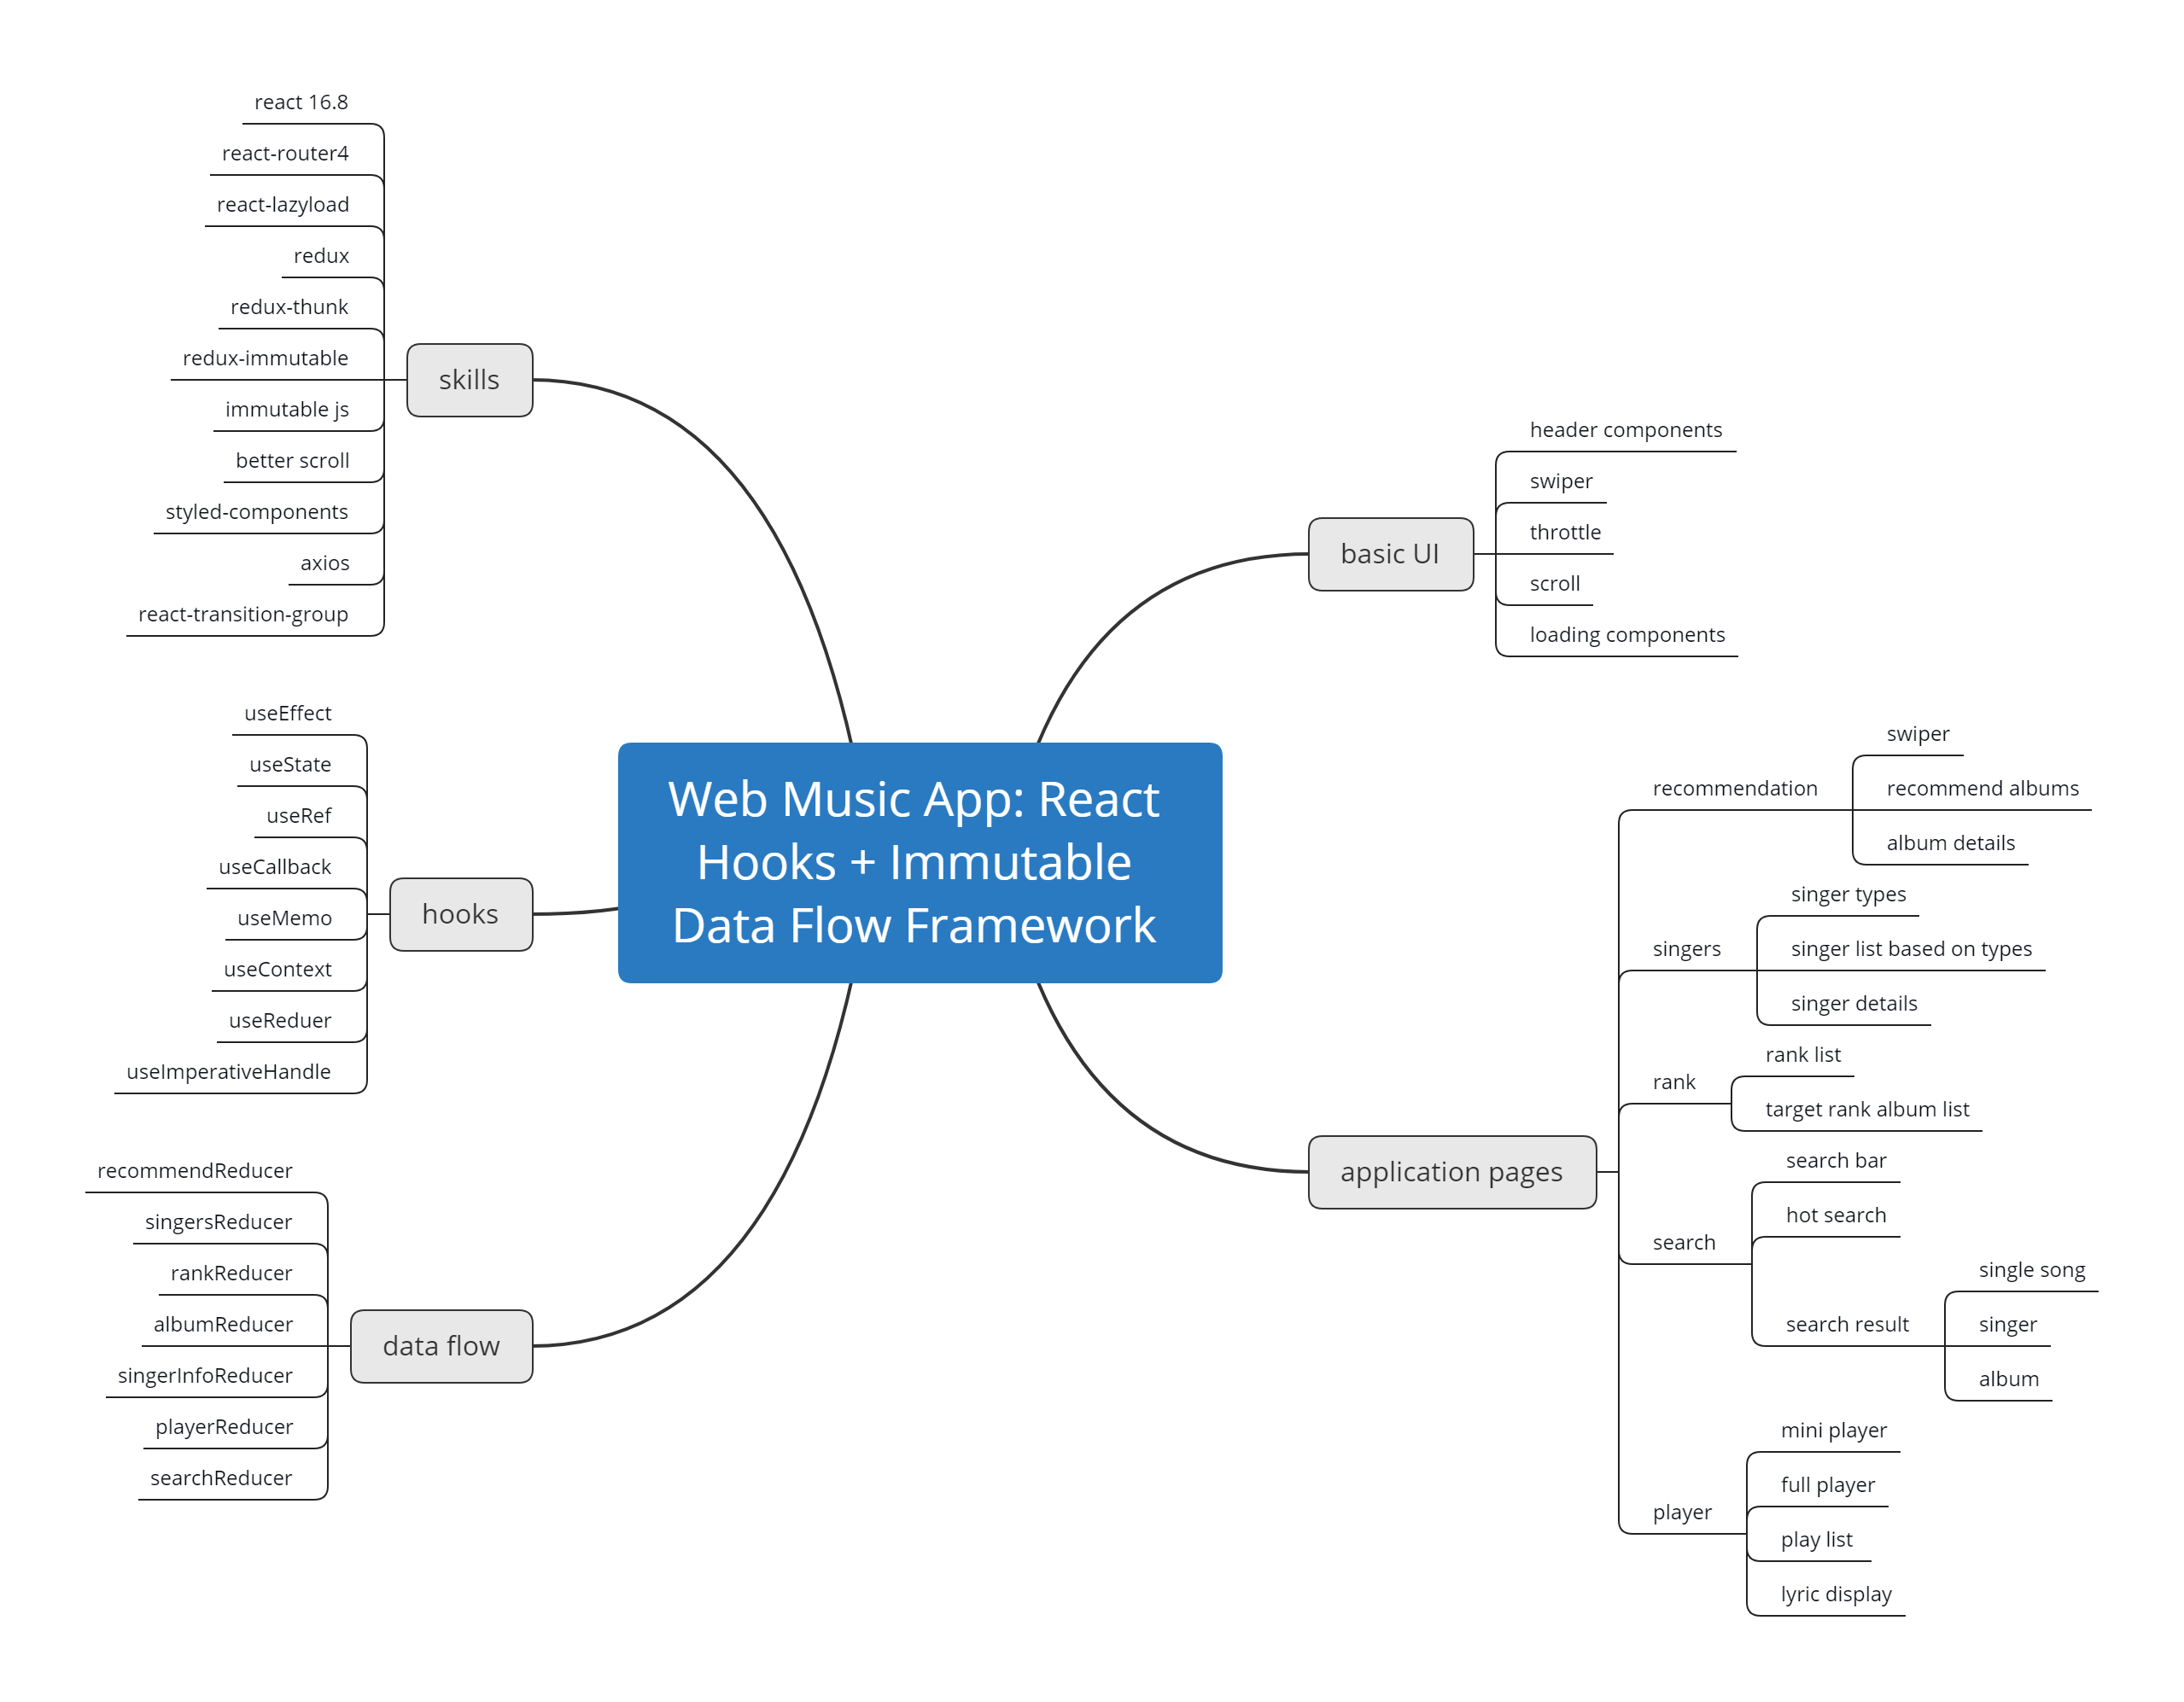 Web Music App: React
Hooks + Immutable
Data Flow Framework
skills
react 16.8
react-router4
react-lazyload
redux
redux-thunk
redux-immutable
immutable js
better scroll
styled-components
axios
react-transition-group
hooks
useEffect
useState
useRef
useCallback
useMemo
useContext
useReduer
useImperativeHandle
data flow
recommendReducer
singersReducer
rankReducer
albumReducer
singerInfoReducer
playerReducer
searchReducer
basic UI
header components
swiper
throttle
scroll
loading components
application pages
recommendation
swiper
recommend albums
album details
singers
singer types
singer list based on types
singer details
rank
rank list
target rank album list
search
search bar
hot search
search result
single song
singer
album
player
mini player
full player
play list
lyric display